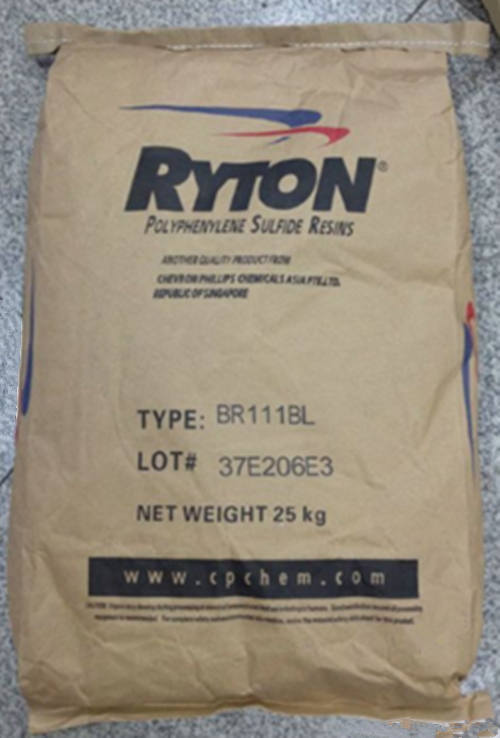 RYTON®
POLYPHENYLENE SULFIDE RESINS
ANOTHER QUALITY PRODUCT FROM
CHEVRON PHILLIPS CHEMICALS ASIA PTE.LTD.
REPUBLIC OF SINGAPORE
TYPE: BR111BL
LOT# 37E206E3
NET WEIGHT 25 kg
www.cpchem.com